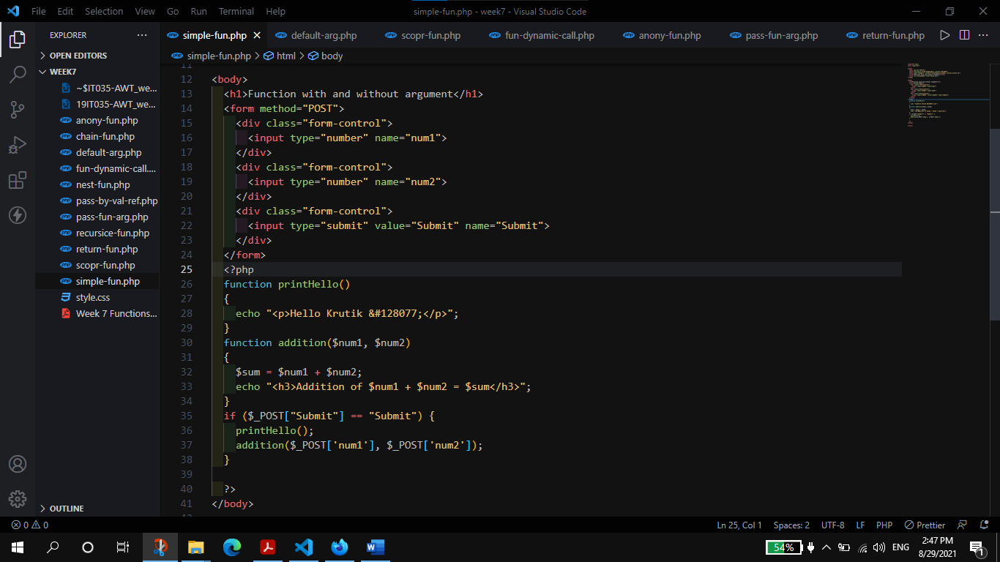 File Edit Selection View Go Run Terminal Help simple-fun.php - week7 - Visual Studio Code
EXPLORER ... simple-fun.php default-arg.php scopr-fun.php fun-dynamic-call.php anony-fun.php pass-fun-arg.php return-fun.php ...
OPEN EDITORS
WEEK7
~$IT035-AWT_we...
19IT035-AWT_we...
anony-fun.php
chain-fun.php
default-arg.php
fun-dynamic-call....
nest-fun.php
pass-by-val-ref.php
pass-fun-arg.php
recursice-fun.php
return-fun.php
scopr-fun.php
simple-fun.php
style.css
Week 7 Functions...
OUTLINE
simple-fun.php > html > body
11
12 <body>
13 <h1>Function with and without argument</h1>
14 <form method="POST">
15 <div class="form-control">
16 <input type="number" name="num1">
17 </div>
18 <div class="form-control">
19 <input type="number" name="num2">
20 </div>
21 <div class="form-control">
22 <input type="submit" value="Submit" name="Submit">
23 </div>
24 </form>
25 <?php
26 function printHello()
27 {
28 echo "<p>Hello Krutik &#128077;</p>";
29 }
30 function addition($num1, $num2)
31 {
32 $sum = $num1 + $num2;
33 echo "<h3>Addition of $num1 + $num2 = $sum</h3>";
34 }
35 if ($_POST["Submit"] == "Submit") {
36 printHello();
37 addition($_POST['num1'], $_POST['num2']);
38 }
39
40 ?>
41 </body>
0 0 Ln 25, Col 1 Spaces: 2 UTF-8 LF PHP Prettier
54% ENG 2:47 PM
8/29/2021 1